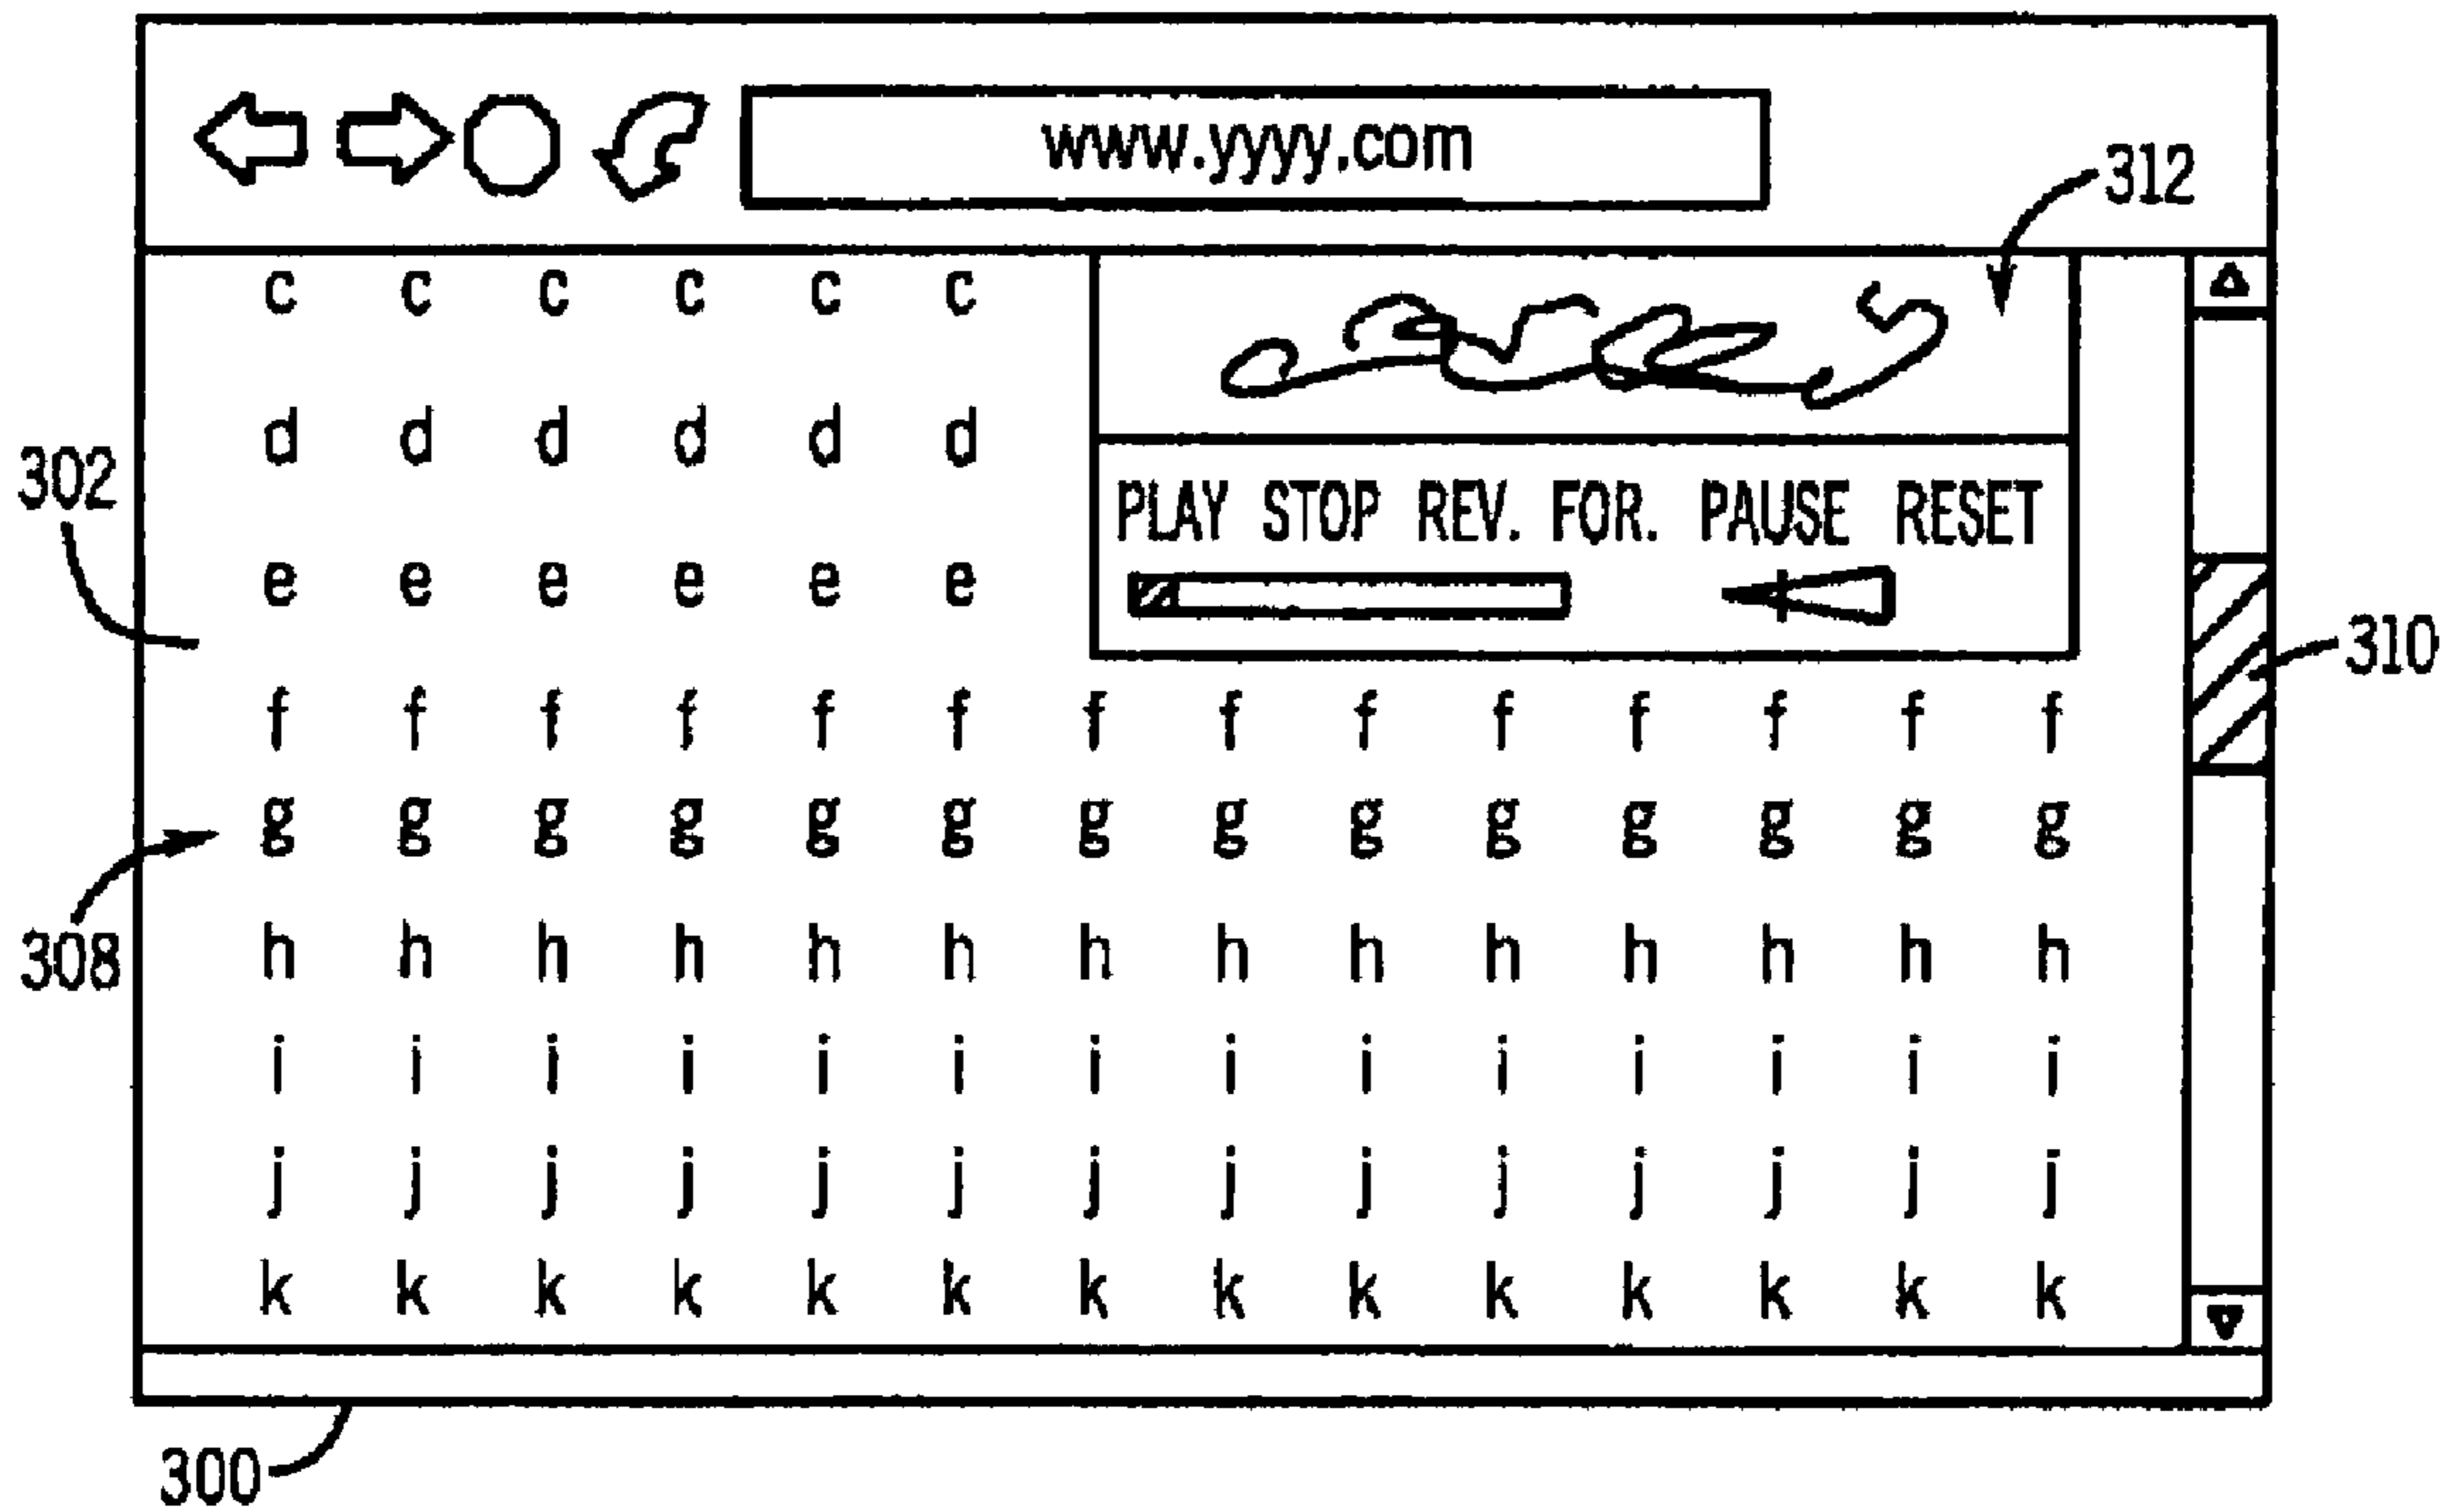 www.yyyy.com
312
c c c c c c
d d d d d d
302
PLAY STOP REV. FOR. PAUSE RESET
e e e e e e
310
f f f f f f f f f f f f f f
g g g g g g g g g g g g g g
308
h h h h h h h h h h h h h h
i i i i i i i i i i i i i i
j j j j j j j j j j j j j j
k k k k k k k k k k k k k k
300